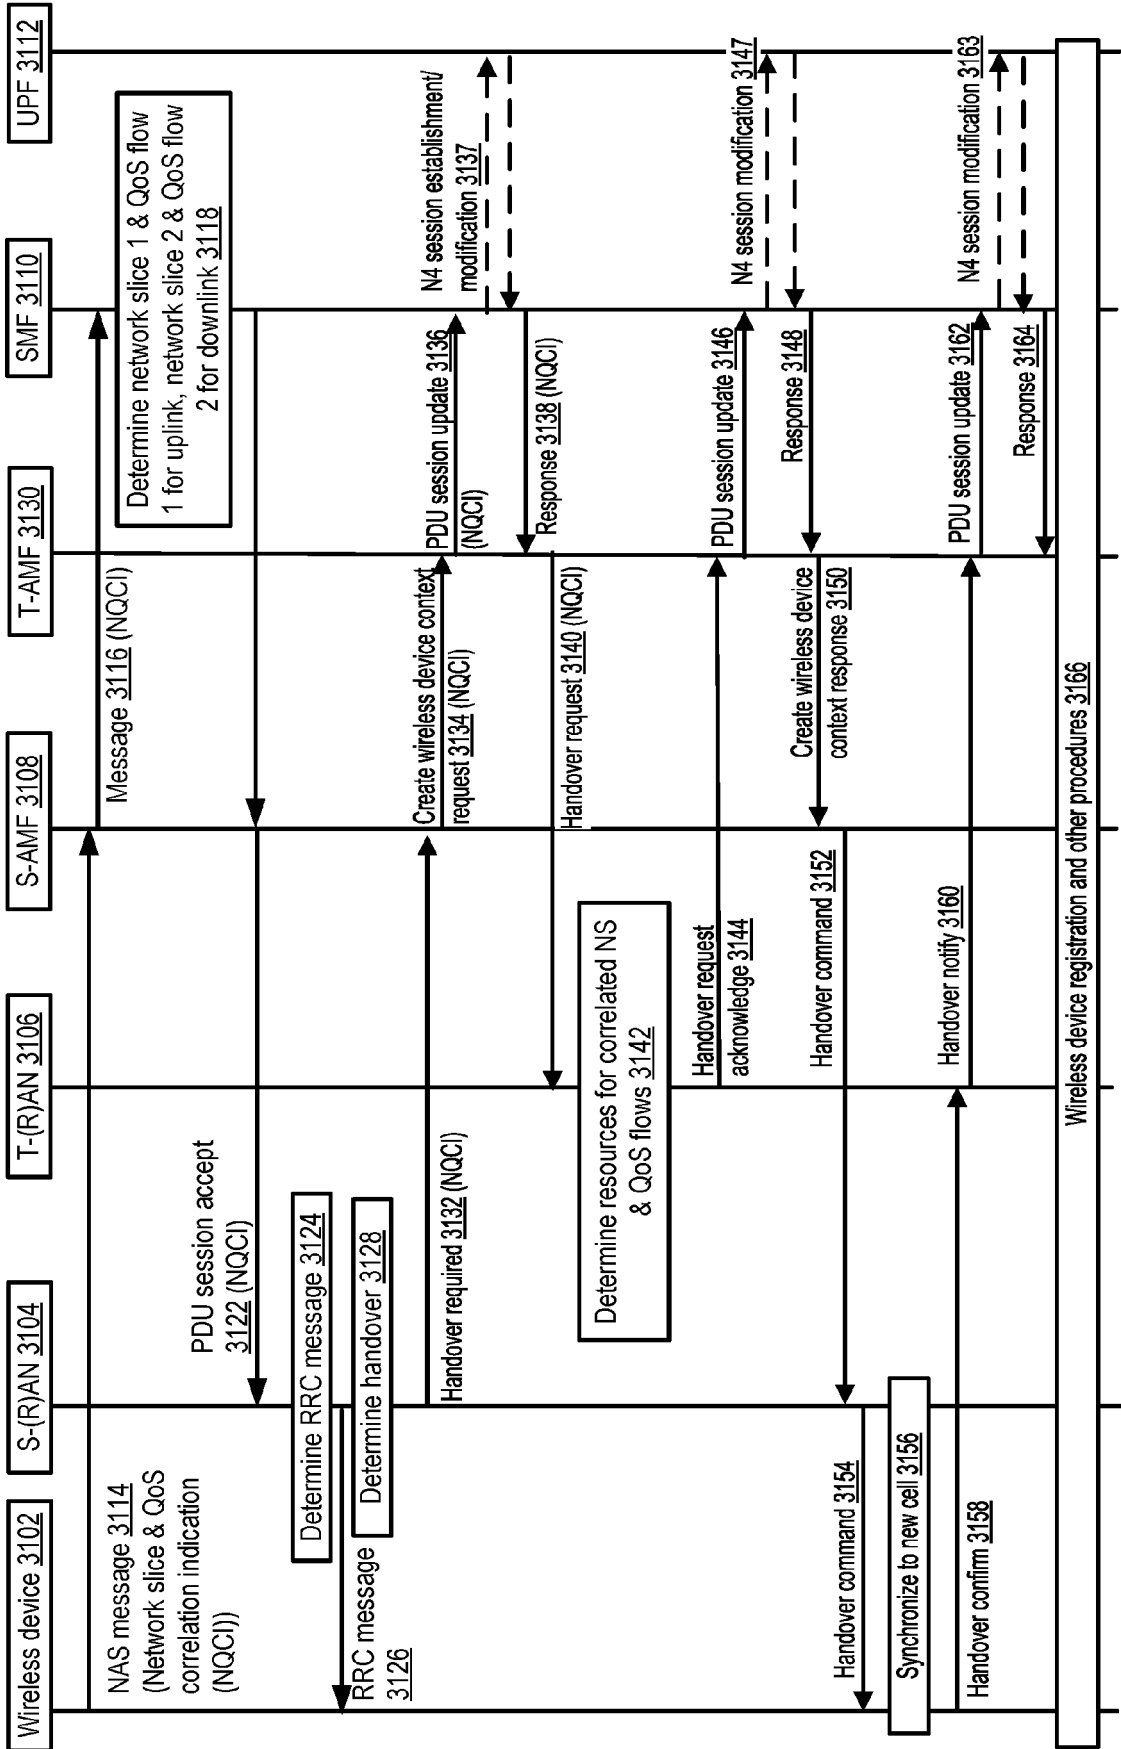 Wireless device 3102
S-(R)AN 3104
T-(R)AN 3106
S-AMF 3108
T-AMF 3130
SMF 3110
UPF 3112
NAS message 3114
(Network slice & QoS
correlation indication
(NQCI))
Message 3116 (NQCI)
Determine network slice 1 & QoS flow
1 for uplink, network slice 2 & QoS flow
2 for downlink 3118
PDU session accept
3122 (NQCI)
Determine RRC message 3124
RRC message
3126
Determine handover 3128
Handover required 3132 (NQCI)
Create wireless device context
request 3134 (NQCI)
PDU session update 3136
(NQCI)
N4 session establishment/
modification 3137
Response 3138 (NQCI)
Handover request 3140 (NQCI)
Determine resources for correlated NS
& QoS flows 3142
Handover request
acknowledge 3144
PDU session update 3146
N4 session modification 3147
Response 3148
Create wireless device
context response 3150
Handover command 3152
Handover command 3154
Synchronize to new cell 3156
Handover confirm 3158
Handover notify 3160
PDU session update 3162
N4 session modification 3163
Response 3164
Wireless device registration and other procedures 3166